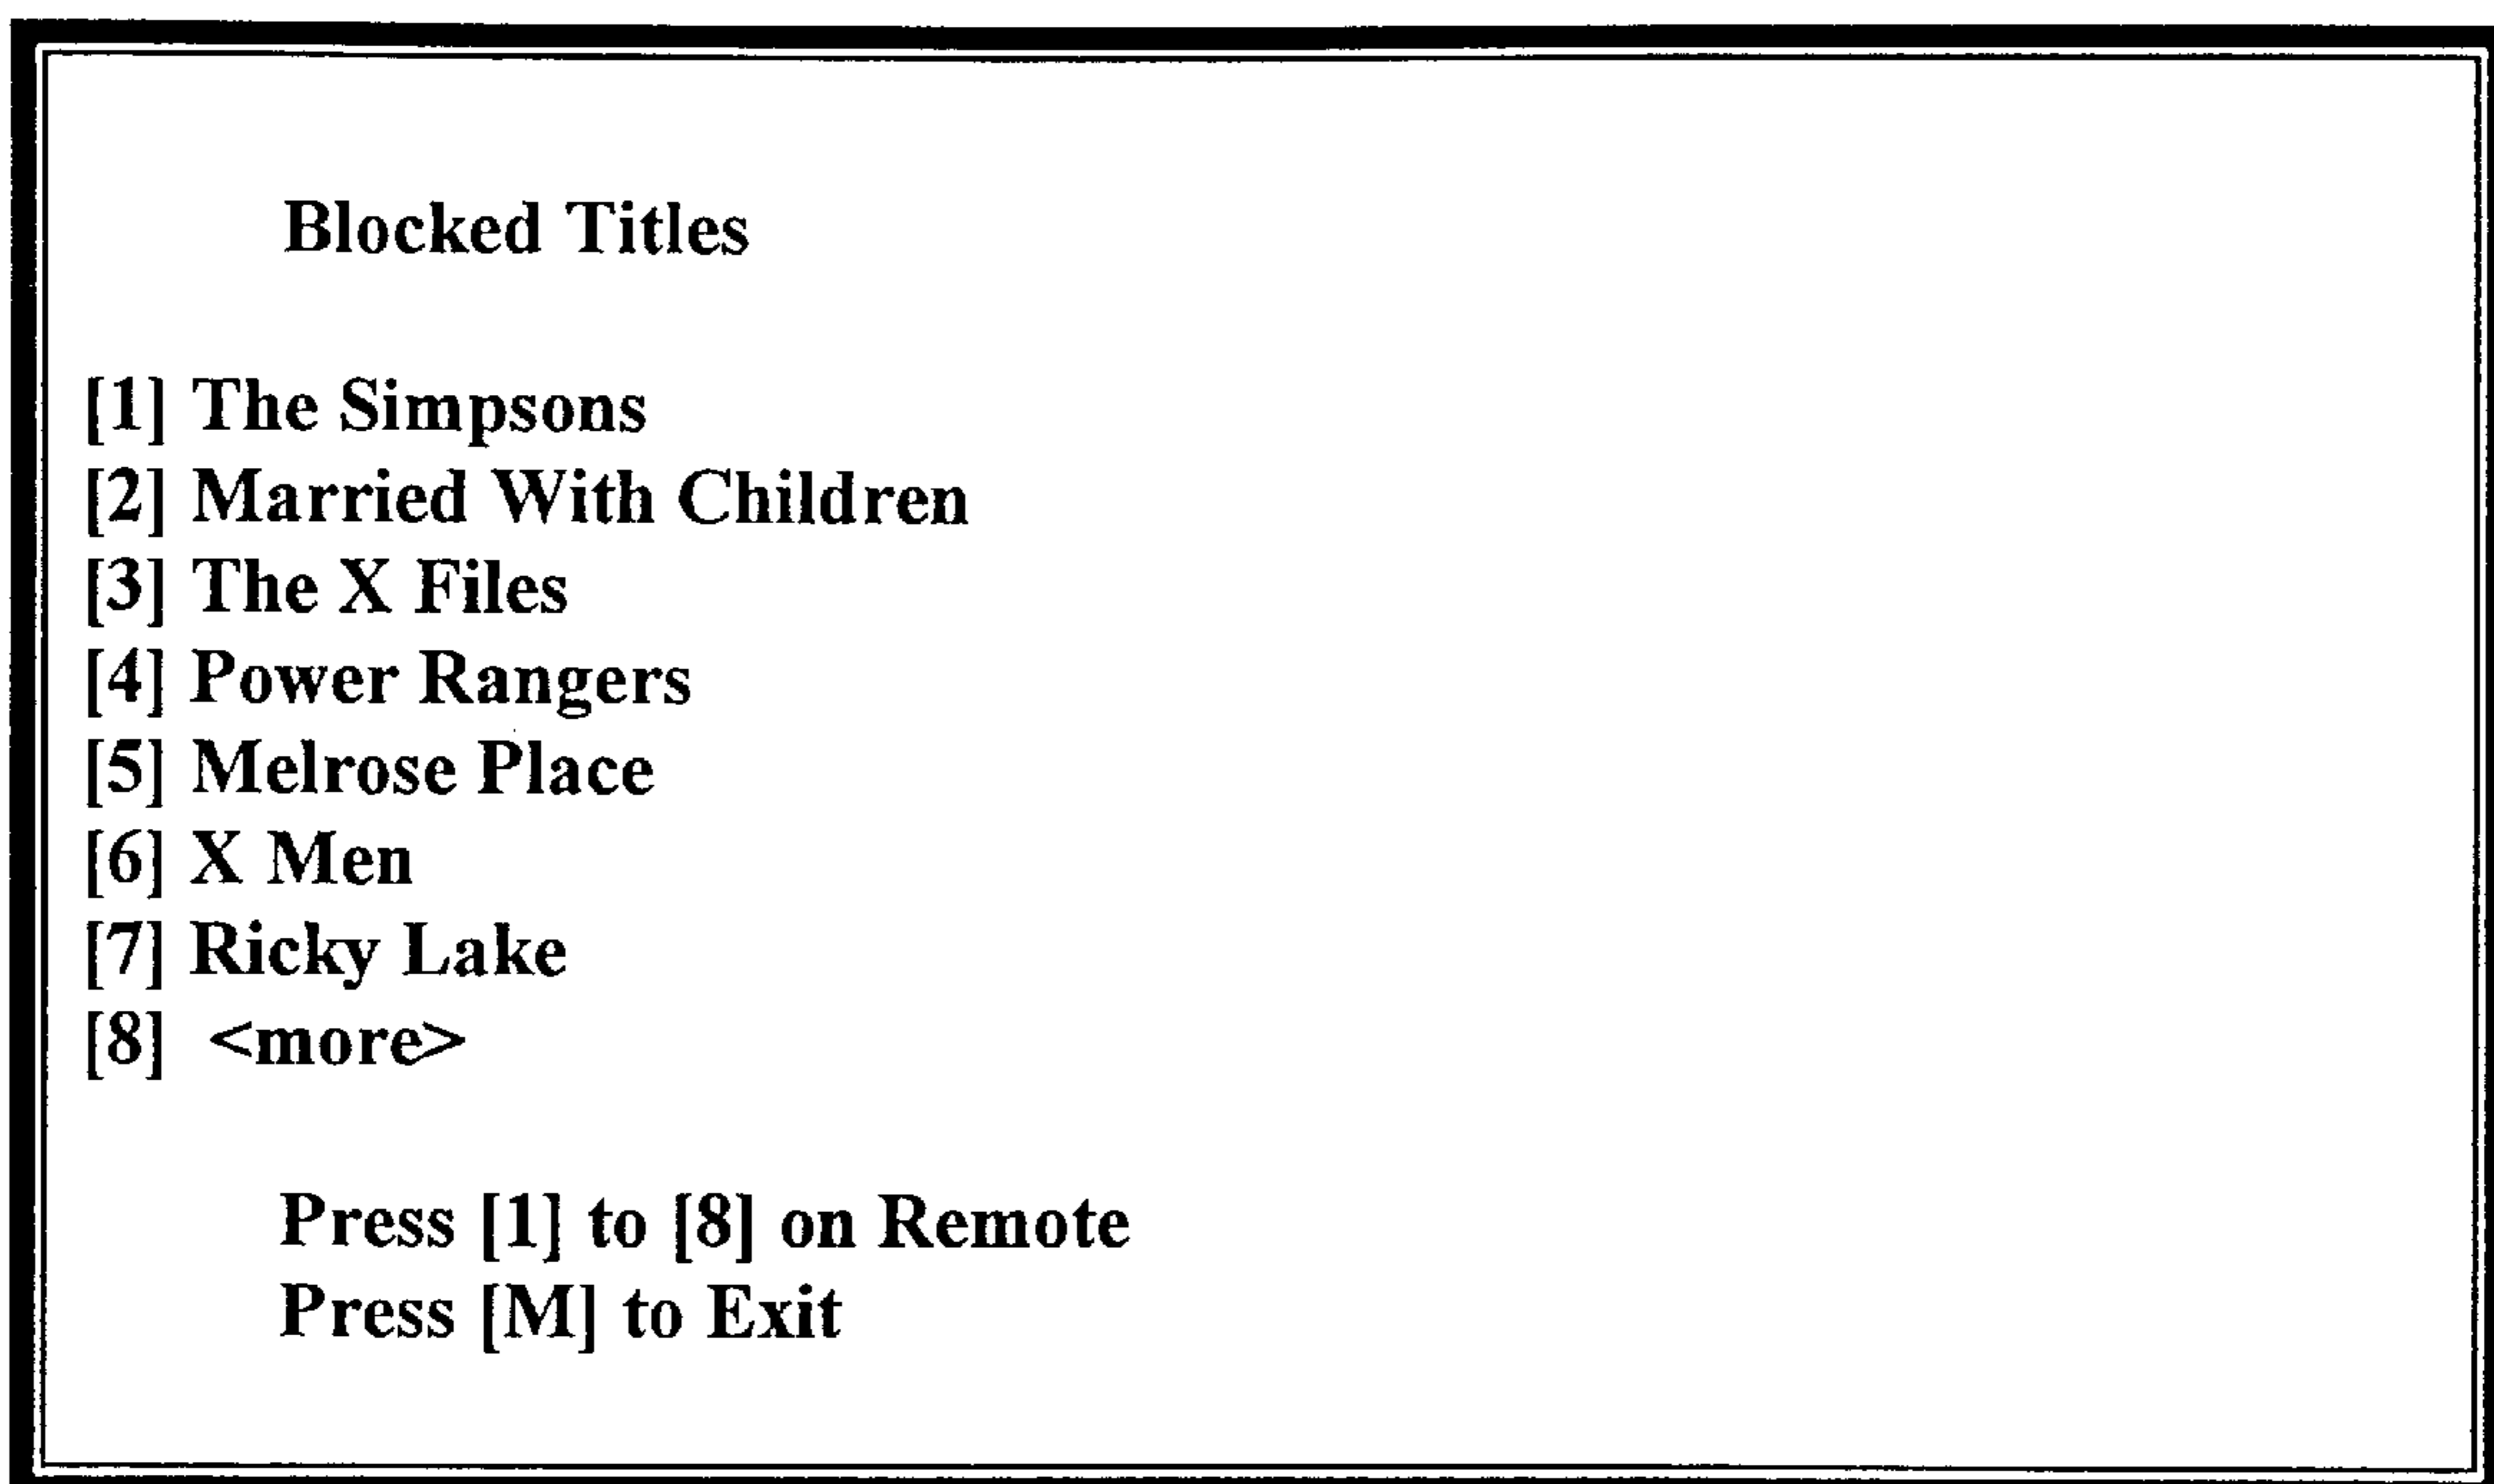 Blocked Titles
[1] The Simpsons
[2] Married With Children
[3] The X Files
[4] Power Rangers
[5] Melrose Place
[6] X Men
[7] Ricky Lake
[8] <more>
Press [1] to [8] on Remote
Press [M] to Exit